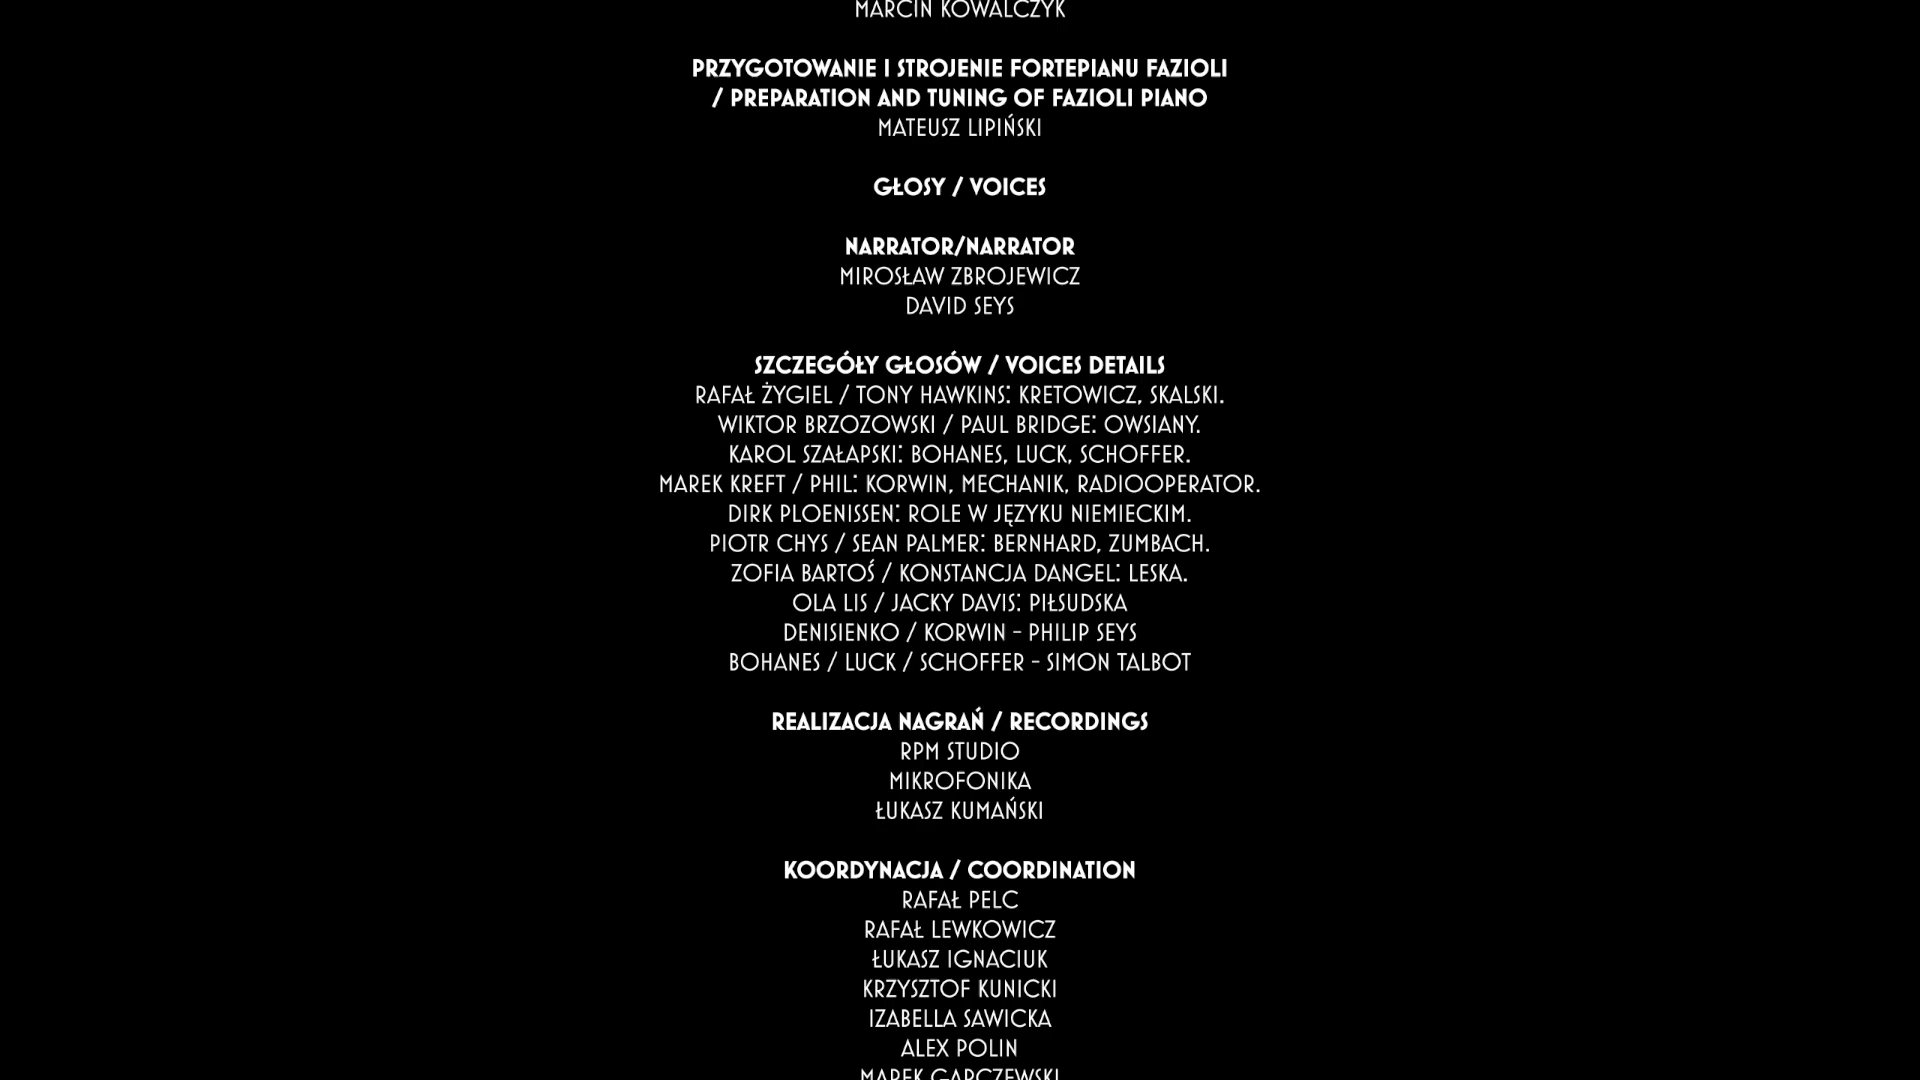 MARCIN KOWALCZYK
PRZYGOTOWANIE I STROJENIE FORTEPIANU FAZIOLI
/ PREPARATION AND TUNING OF FAZIOLI PIANO
MATEUSZ LIPIŃSKI
GŁOSY / VOICES
NARRATOR/NARRATOR
MIROSŁAW ZBROJEWICZ
DAVID SEYS
SZCZEGÓŁY GŁOSÓW / VOICES DETAILS
RAFAŁ ŻYGIEL / TONY HAWKINS: KRETOWICZ, SKALSKI.
WIKTOR BRZOZOWSKI / PAUL BRIDGE: OWSIANY.
KAROL SZAŁAPSKI: BOHANES, LUCK, SCHOFFER.
MAREK KREFT / PHIL: KORWIN, MECHANIK, RADIOOPERATOR.
DIRK PLOENISSEN: ROLE W JĘZYKU NIEMIECKIM.
PIOTR CHYS / SEAN PALMER: BERNHARD, ZUMBACH.
ZOFIA BARTOŚ / KONSTANCJA DANGEL: LESKA.
OLA LIS / JACKY DAVIS: PIŁSUDSKA
DENISIENKO / KORWIN - PHILIP SEYS
BOHANES / LUCK / SCHOFFER - SIMON TALBOT
REALIZACJA NAGRAŃ / RECORDINGS
RPM STUDIO
MIKROFONIKA
ŁUKASZ KUMAŃSKI
KOORDYNACJA / COORDINATION
RAFAŁ PELC
RAFAŁ LEWKOWICZ
ŁUKASZ IGNACIUK
KRZYSZTOF KUNICKI
IZABELLA SAWICKA
ALEX POLIN
MAREK GARCZEWSKI